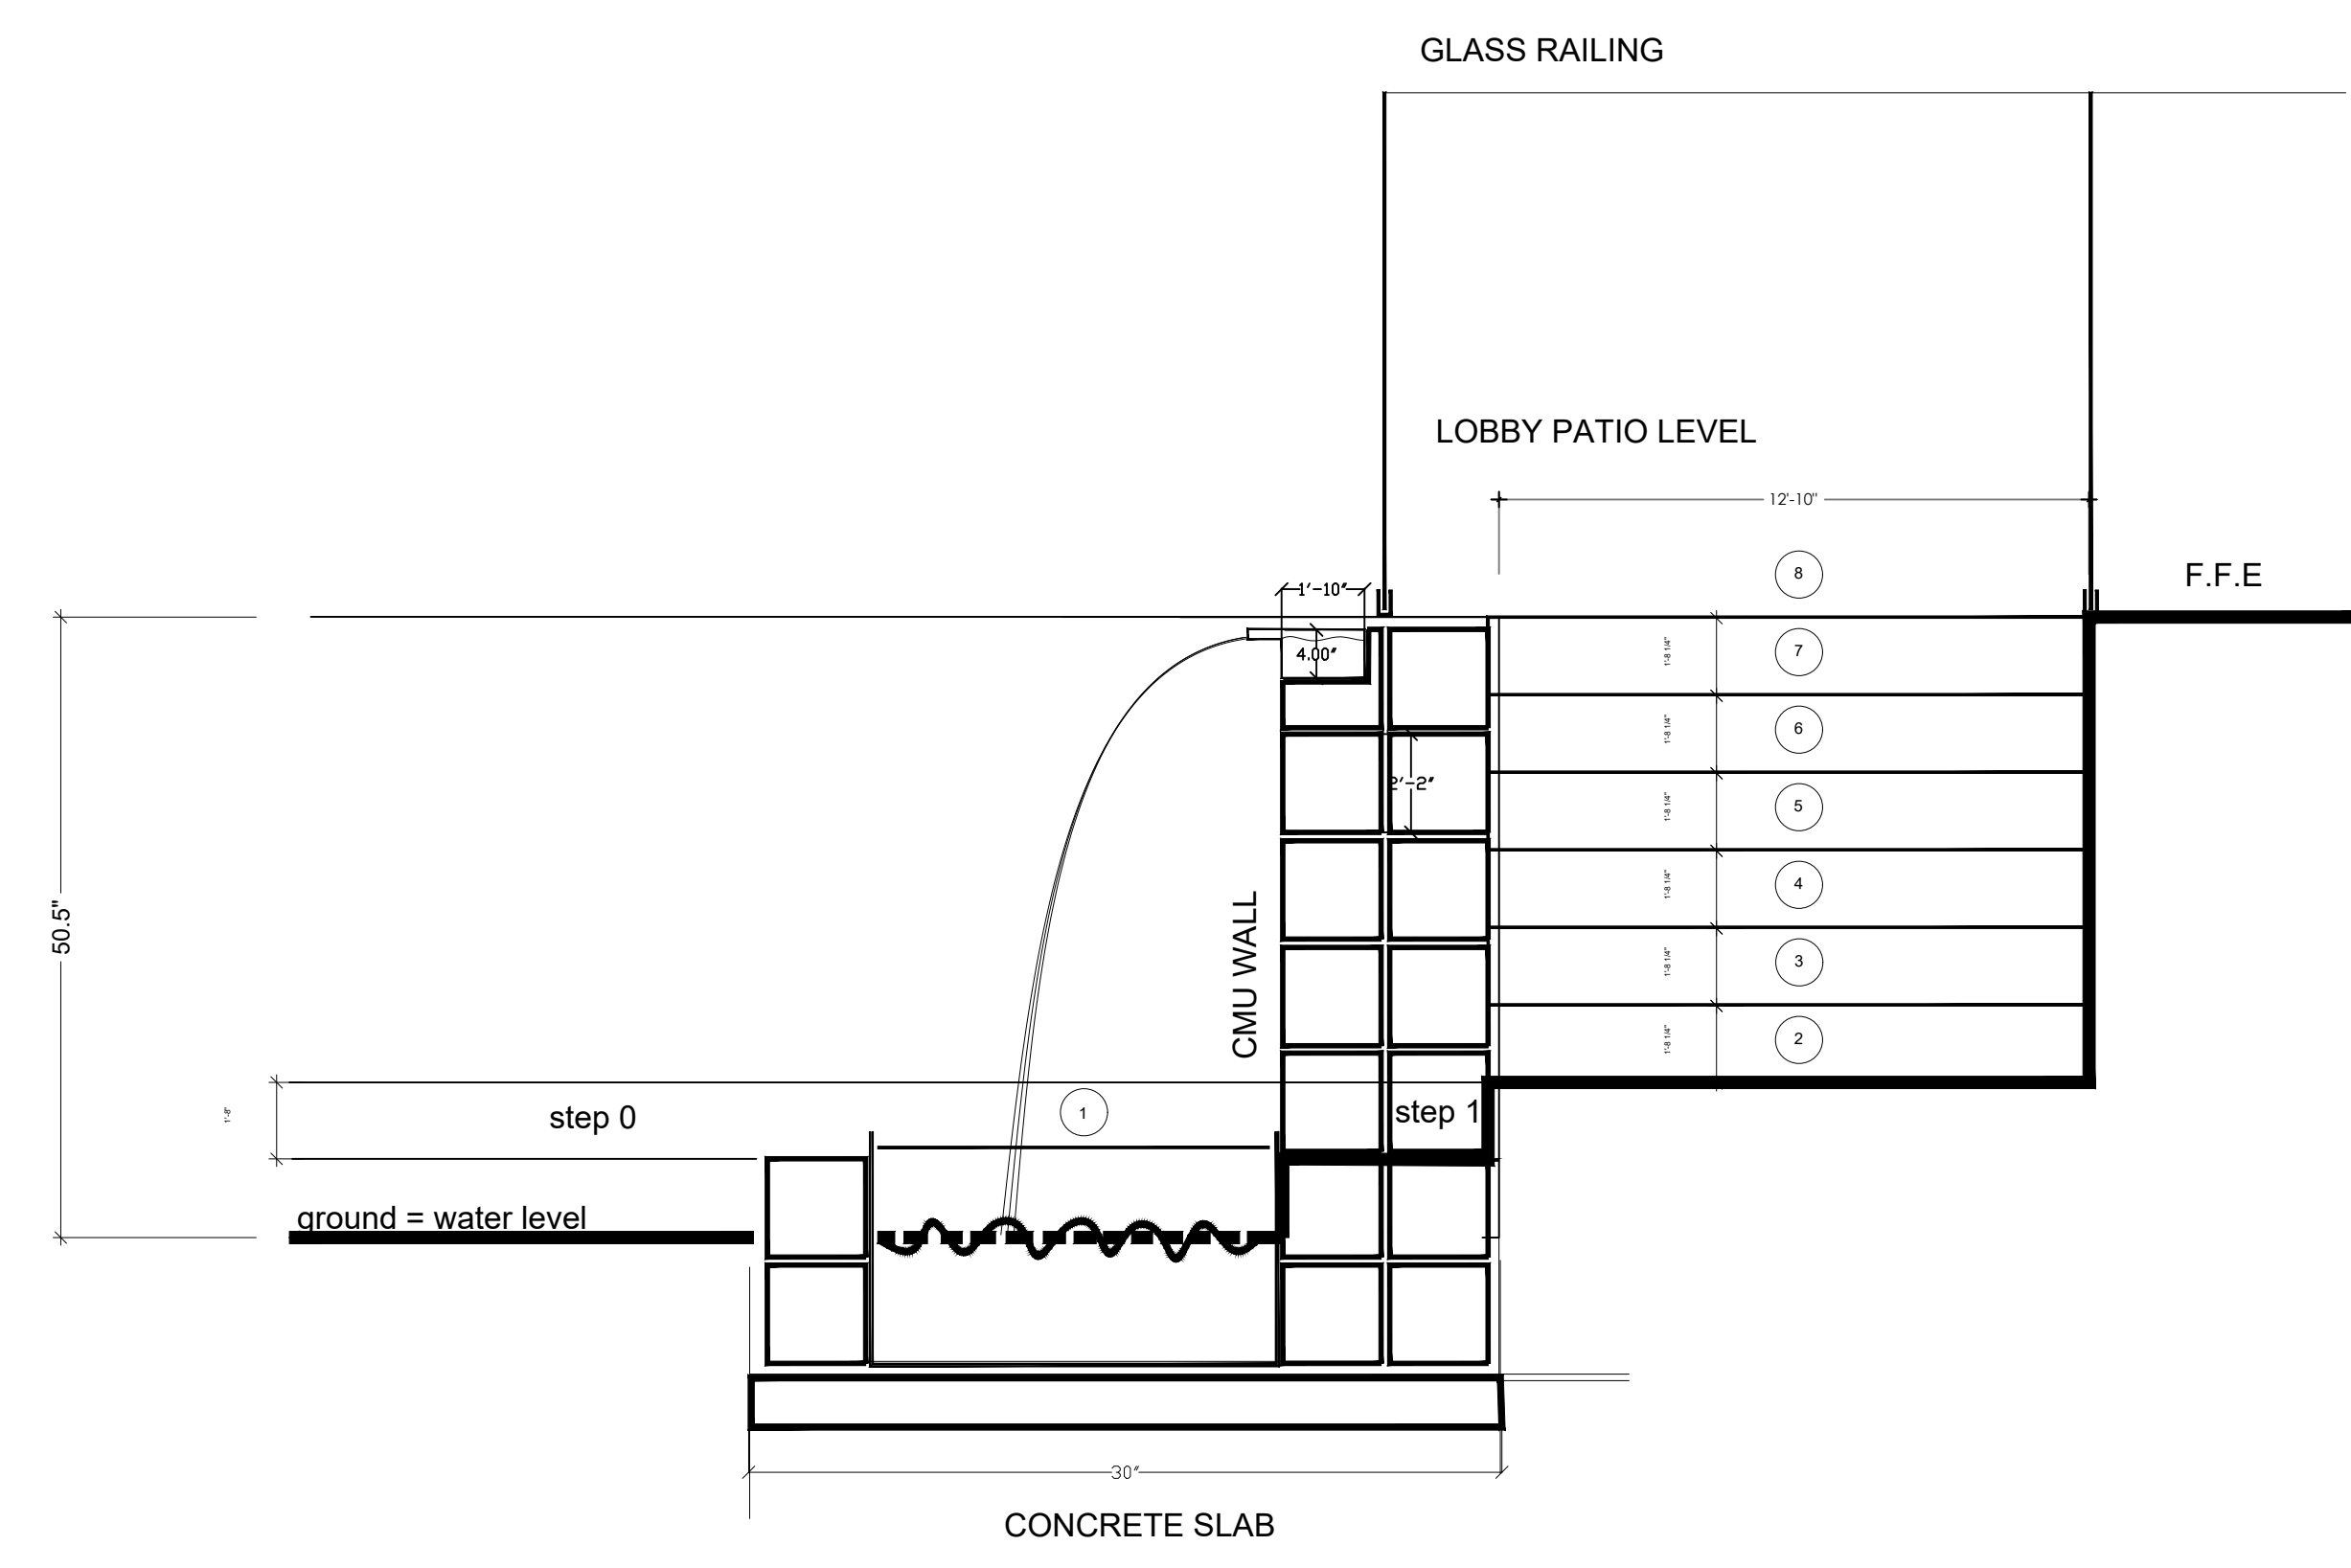 GLASS RAILING
LOBBY PATIO LEVEL
12'-10"
8
F.F.E
1'-10"
4.00"
7
1'-8 1/4"
6
1'-8 1/4"
2'-2"
5
1'-8 1/4"
4
1'-8 1/4"
50.5"
CMU WALL
3
1'-8 1/4"
2
1'-8 1/4"
1'-8"
step 0
1
step 1
ground = water level
30"
CONCRETE SLAB